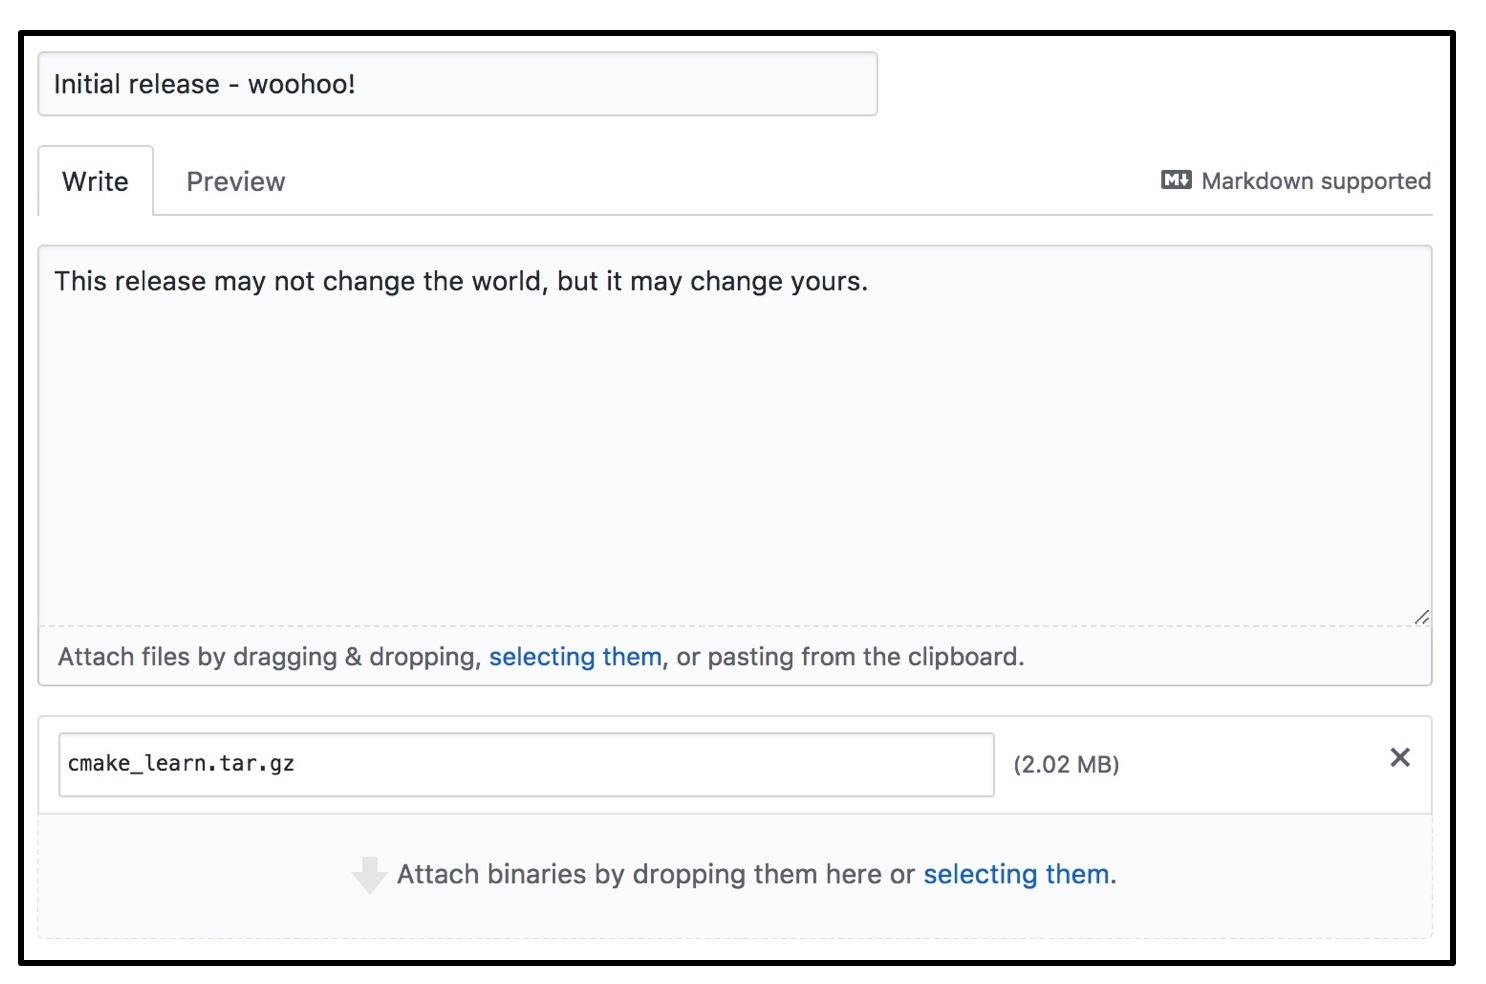 Initial release - woohoo!
Write Preview Markdown supported
This release may not change the world, but it may change yours.
Attach files by dragging & dropping, selecting them, or pasting from the clipboard.
cmake_learn.tar.gz (2.02 MB)
Attach binaries by dropping them here or selecting them.